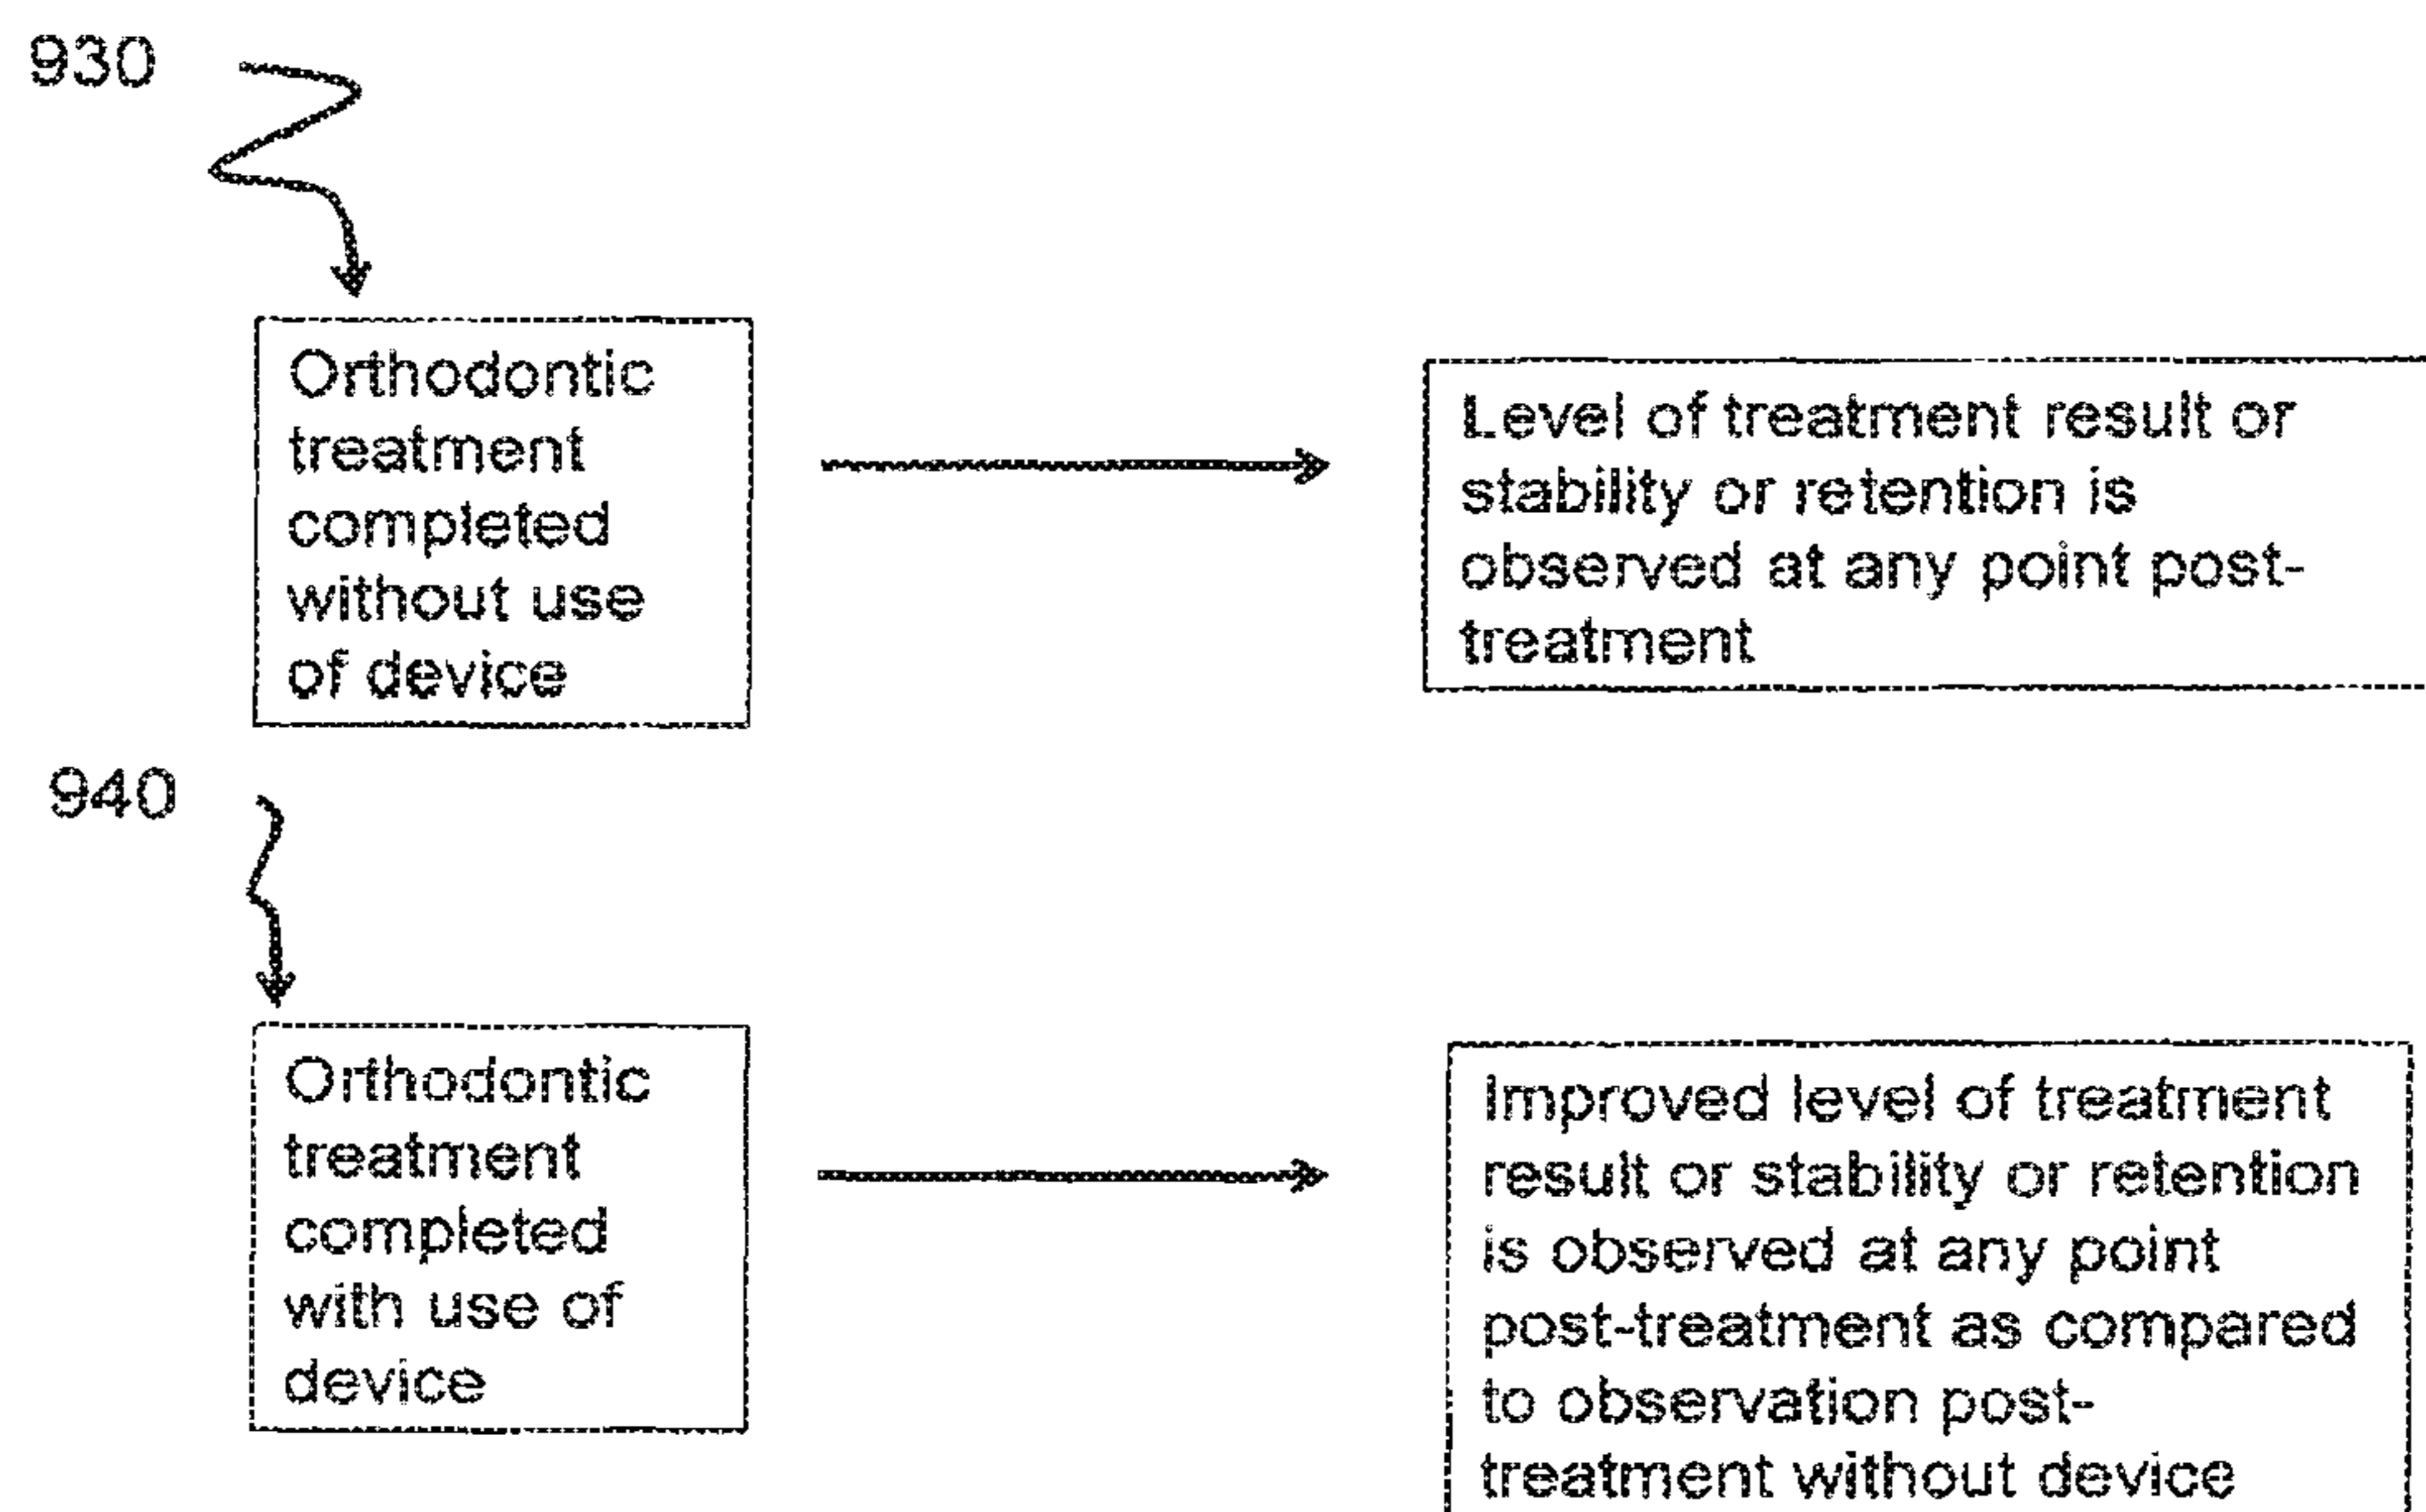 930
Orthodontic
treatment
completed
without use
of device
Level of treatment result or
stability or retention is
observed at any point post-
treatment
940
Orthodontic
treatment
completed
with use of
device
Improved level of treatment
result or stability or retention
is observed at any point
post-treatment as compared
to observation post-
treatment without device